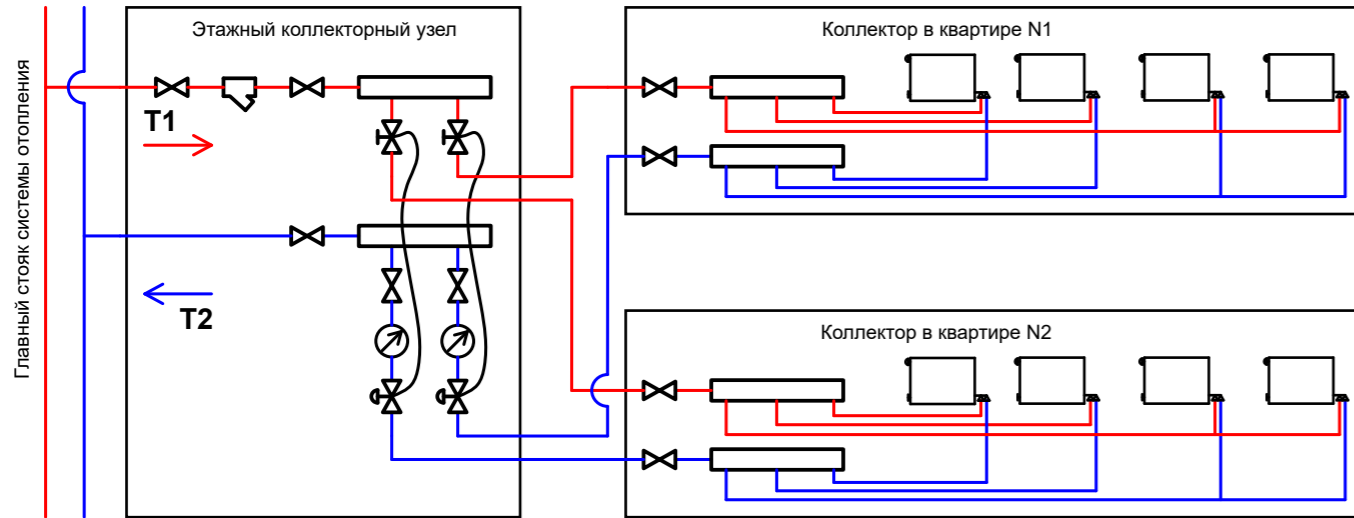 Главный стояк системы отопления
Этажный коллекторный узел
T1
T2
Коллектор в квартире N1
Коллектор в квартире N2